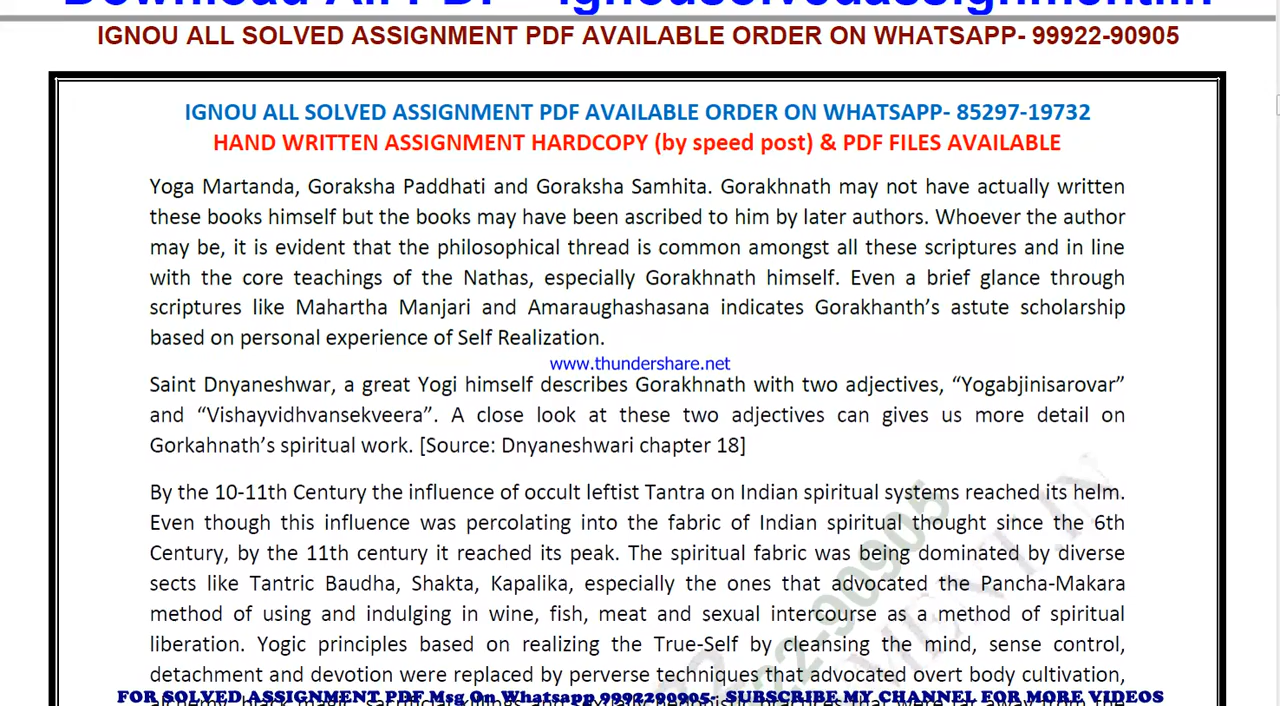 IGNOU ALL SOLVED ASSIGNMENT PDF AVAILABLE ORDER ON WHATSAPP- 99922-90905
IGNOU ALL SOLVED ASSIGNMENT PDF AVAILABLE ORDER ON WHATSAPP- 85297-19732
HAND WRITTEN ASSIGNMENT HARDCOPY (by speed post) & PDF FILES AVAILABLE
Yoga Martanda, Goraksha Paddhati and Goraksha Samhita. Gorakhnath may not have actually written
these books himself but the books may have been ascribed to him by later authors. Whoever the author
may be, it is evident that the philosophical thread is common amongst all these scriptures and in line
with the core teachings of the Nathas, especially Gorakhnath himself. Even a brief glance through
scriptures like Mahartha Manjari and Amaraughashasana indicates Gorakhanth’s astute scholarship
based on personal experience of Self Realization.
www.thundershare.net
Saint Dnyaneshwar, a great Yogi himself describes Gorakhnath with two adjectives, “Yogabjinisarovar”
and “Vishayvidhvansekveera”. A close look at these two adjectives can gives us more detail on
Gorkahnath’s spiritual work. [Source: Dnyaneshwari chapter 18]
By the 10-11th Century the influence of occult leftist Tantra on Indian spiritual systems reached its helm.
Even though this influence was percolating into the fabric of Indian spiritual thought since the 6th
Century, by the 11th century it reached its peak. The spiritual fabric was being dominated by diverse
sects like Tantric Baudha, Shakta, Kapalika, especially the ones that advocated the Pancha-Makara
method of using and indulging in wine, fish, meat and sexual intercourse as a method of spiritual
liberation. Yogic principles based on realizing the True-Self by cleansing the mind, sense control,
detachment and devotion were replaced by perverse techniques that advocated overt body cultivation,
FOR SOLVED ASSIGNMENT PDF Msg On Whatsapp 9992290905- SUBSCRIBE MY CHANNEL FOR MORE VIDEOS